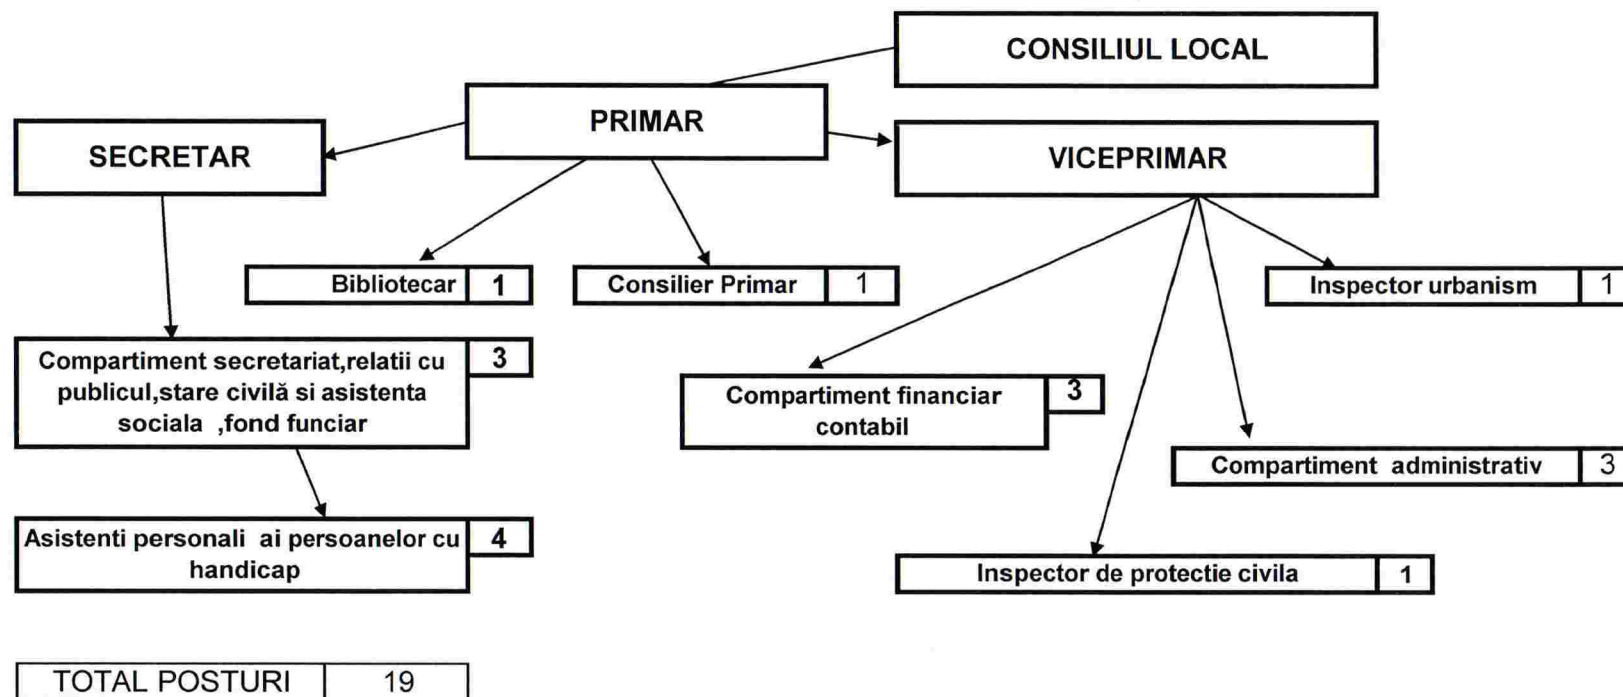 CONSILIUL LOCAL
PRIMAR
SECRETAR
VICEPRIMAR
Bibliotecar 1
Consilier Primar 1
Inspector urbanism 1
Compartiment secretariat,relatii cu 3
publicul,stare civilă si asistenta
sociala ,fond funciar
Compartiment financiar 3
contabil
Compartiment administrativ 3
Asistenti personali ai persoanelor cu 4
handicap
Inspector de protectie civila 1
TOTAL POSTURI 19